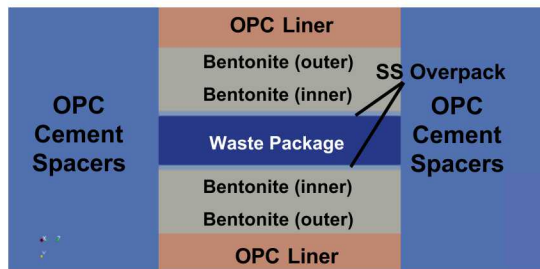 OPC Liner
Bentonite (outer)
SS Overpack
Bentonite (inner)
OPC
Cement
Spacers
Waste Package
OPC
Cement
Spacers
Bentonite (inner)
Bentonite (outer)
OPC Liner